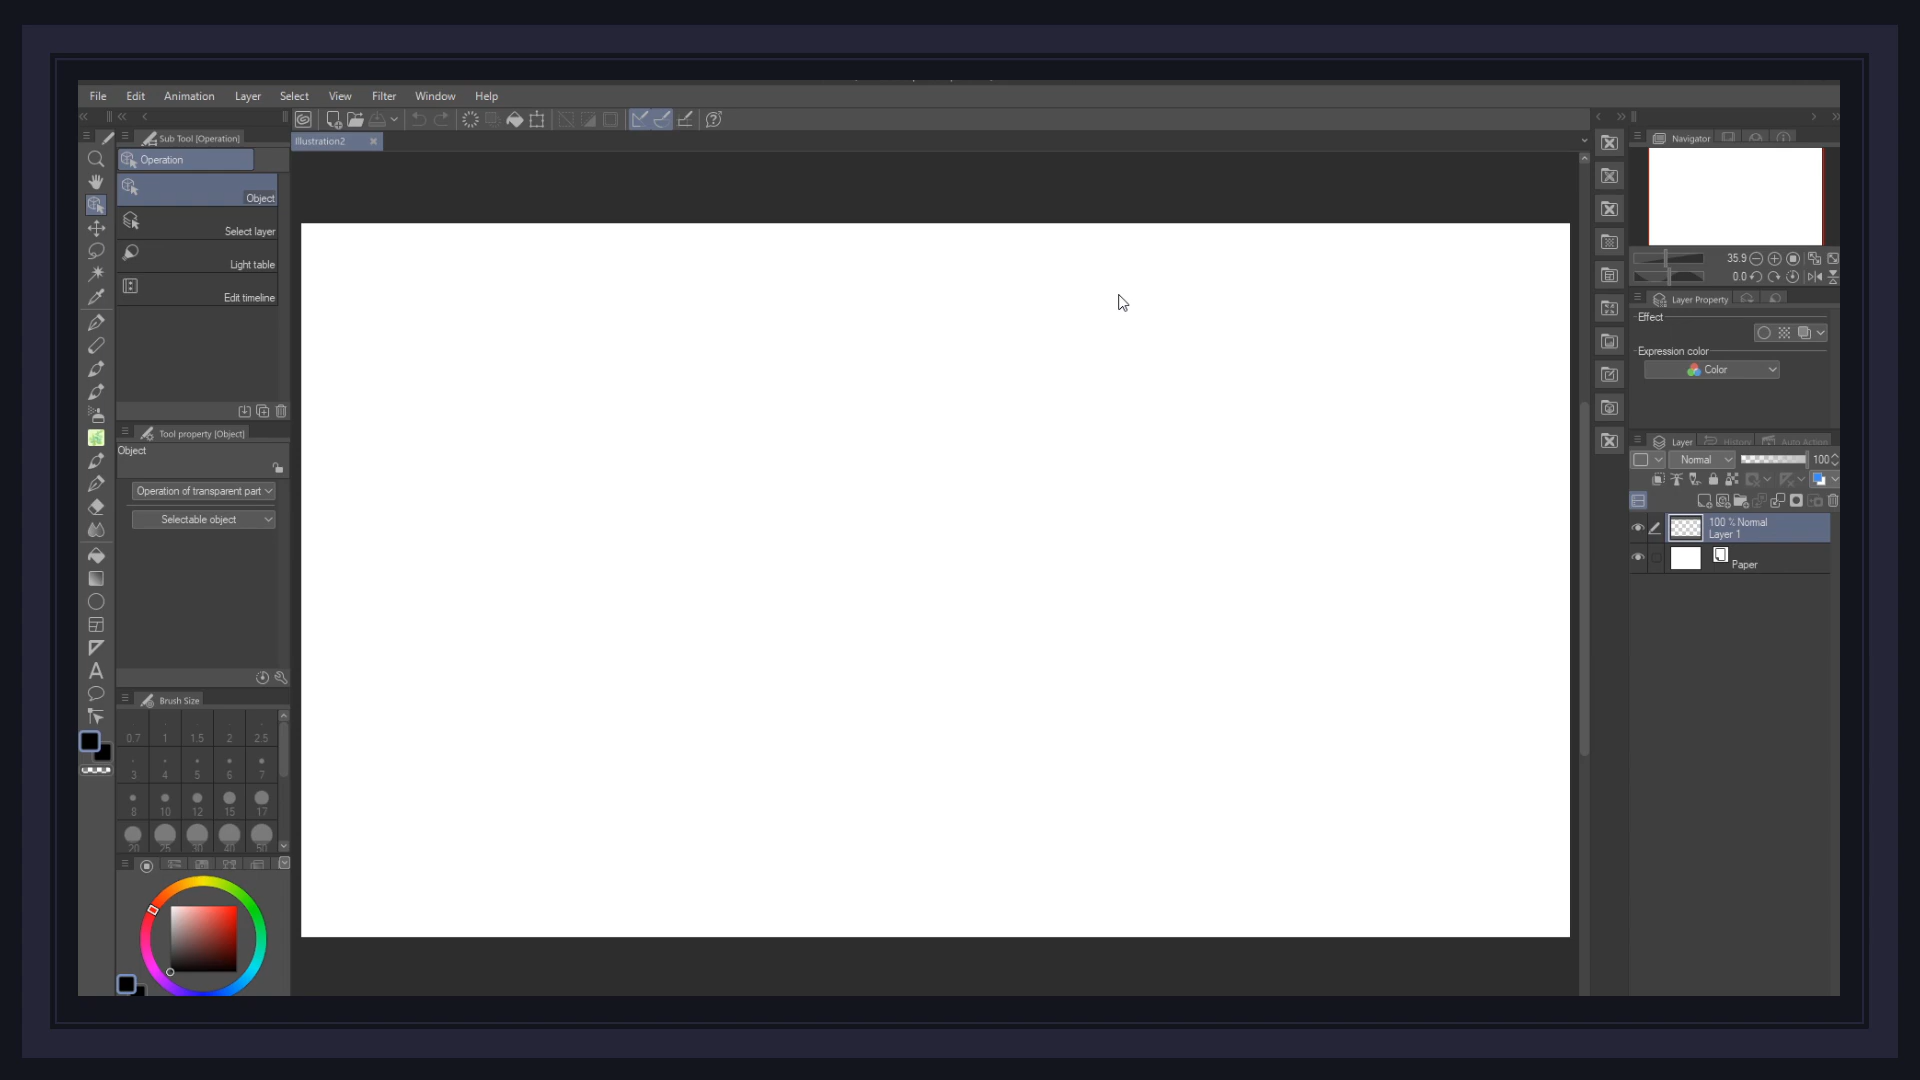 File Edit Animation Layer Select View Filter Window Help
Sub Tool [Operation]
Operation
Object
Select layer
Light table
Edit timeline
Tool property [Object]
Object
Operation of transparent part
Selectable object
Brush Size
0.7 1 1.5 2 2.5
3 4 5 6 7
8 10 12 15 17
20 25 30 40 50
Illustration2
Navigator
35.9
0.0
Layer Property
Effect
Expression color
Color
Layer History Auto Action
Normal 100
100 % Normal
Layer 1
Paper